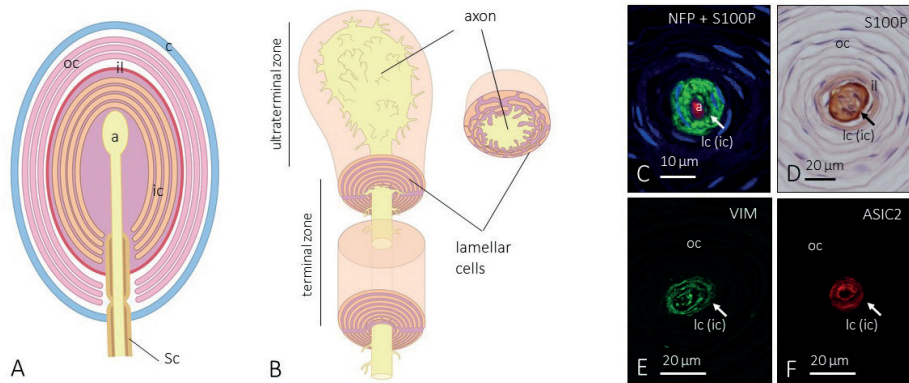 c
oc
il
a
ic
Sc
A
ultraterminal zone
terminal zone
axon
lamellar
cells
B
NFP + S100P
oc
a
lc (ic)
10 µm
C
S100P
oc
il
lc (ic)
20 µm
D
VIM
oc
lc (ic)
20 µm
E
ASIC2
oc
lc (ic)
20 µm
F